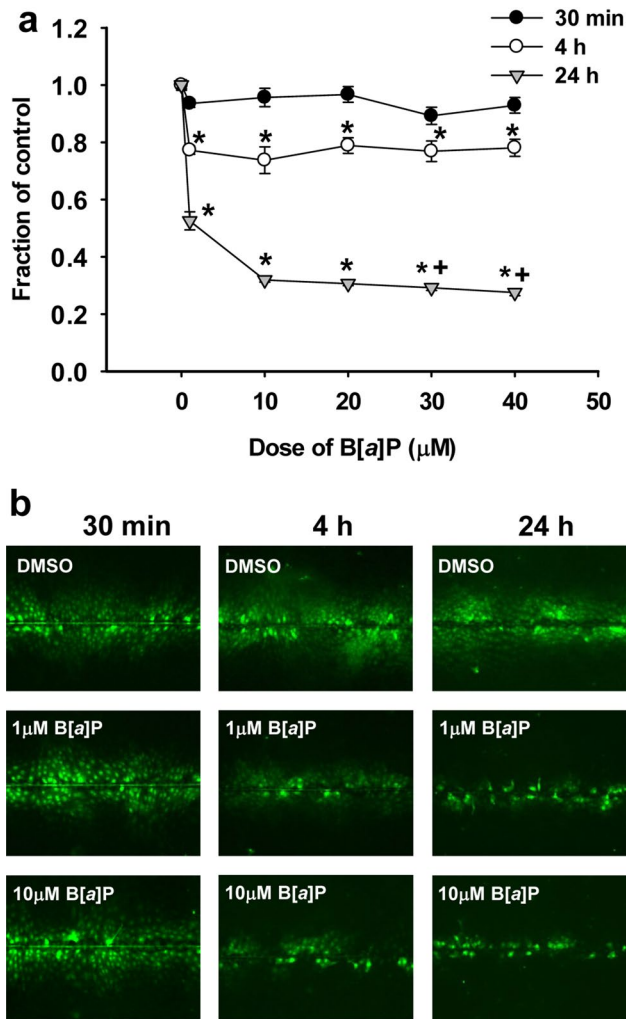 a
30 min
4 h
24 h
1.2
1.0
0.8
0.6
0.4
0.2
0.0
Fraction of control
* * * * *
*
* * *+ *+
0 10 20 30 40 50
Dose of B[a]P (μM)
b
30 min 4 h 24 h
DMSO DMSO DMSO
1μM B[a]P 1μM B[a]P 1μM B[a]P
10μM B[a]P 10μM B[a]P 10μM B[a]P